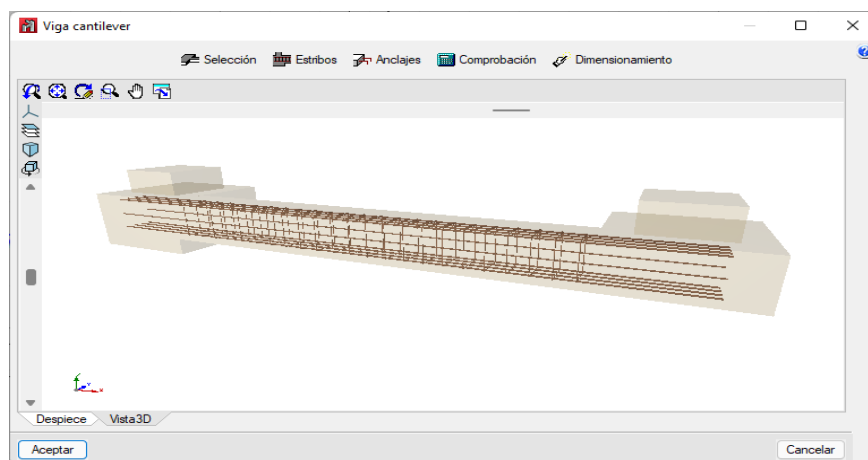 Viga cantilever
Selección Estribos Anclajes Comprobación Dimensionamiento
Despiece Vista3D
Aceptar Cancelar